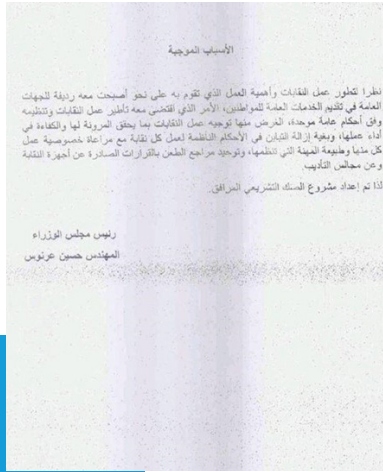 الأسباب الموجبة
نظرا لتطور عمل النقابات وأهمية العمل الذي تقوم به على نحو أصبحت معه رديفة للجهات
العامة في تقديم الخدمات العامة للمواطنين، الأمر الذي اقتضى معه تأطير عمل النقابات وتنظيمه
وفق أحكام عامة موحدة، الغرض منها توجيه عمل النقابات بما يحقق المرونة لها والكفاءة في
أداء عملها، وبغية إزالة التباين في الأحكام الناظمة لعمل كل نقابة مع مراعاة خصوصية عمل
كل منها وطبيعة المهنة التي تنظمها، وتوحيد مراجع الطعن بالقرارات الصادرة عن أجهزة النقابة
وعن مجالس التأديب.
لذا تم إعداد مشروع الصك التشريعي المرافق.
رئيس مجلس الوزراء
المهندس حسين عرنوس